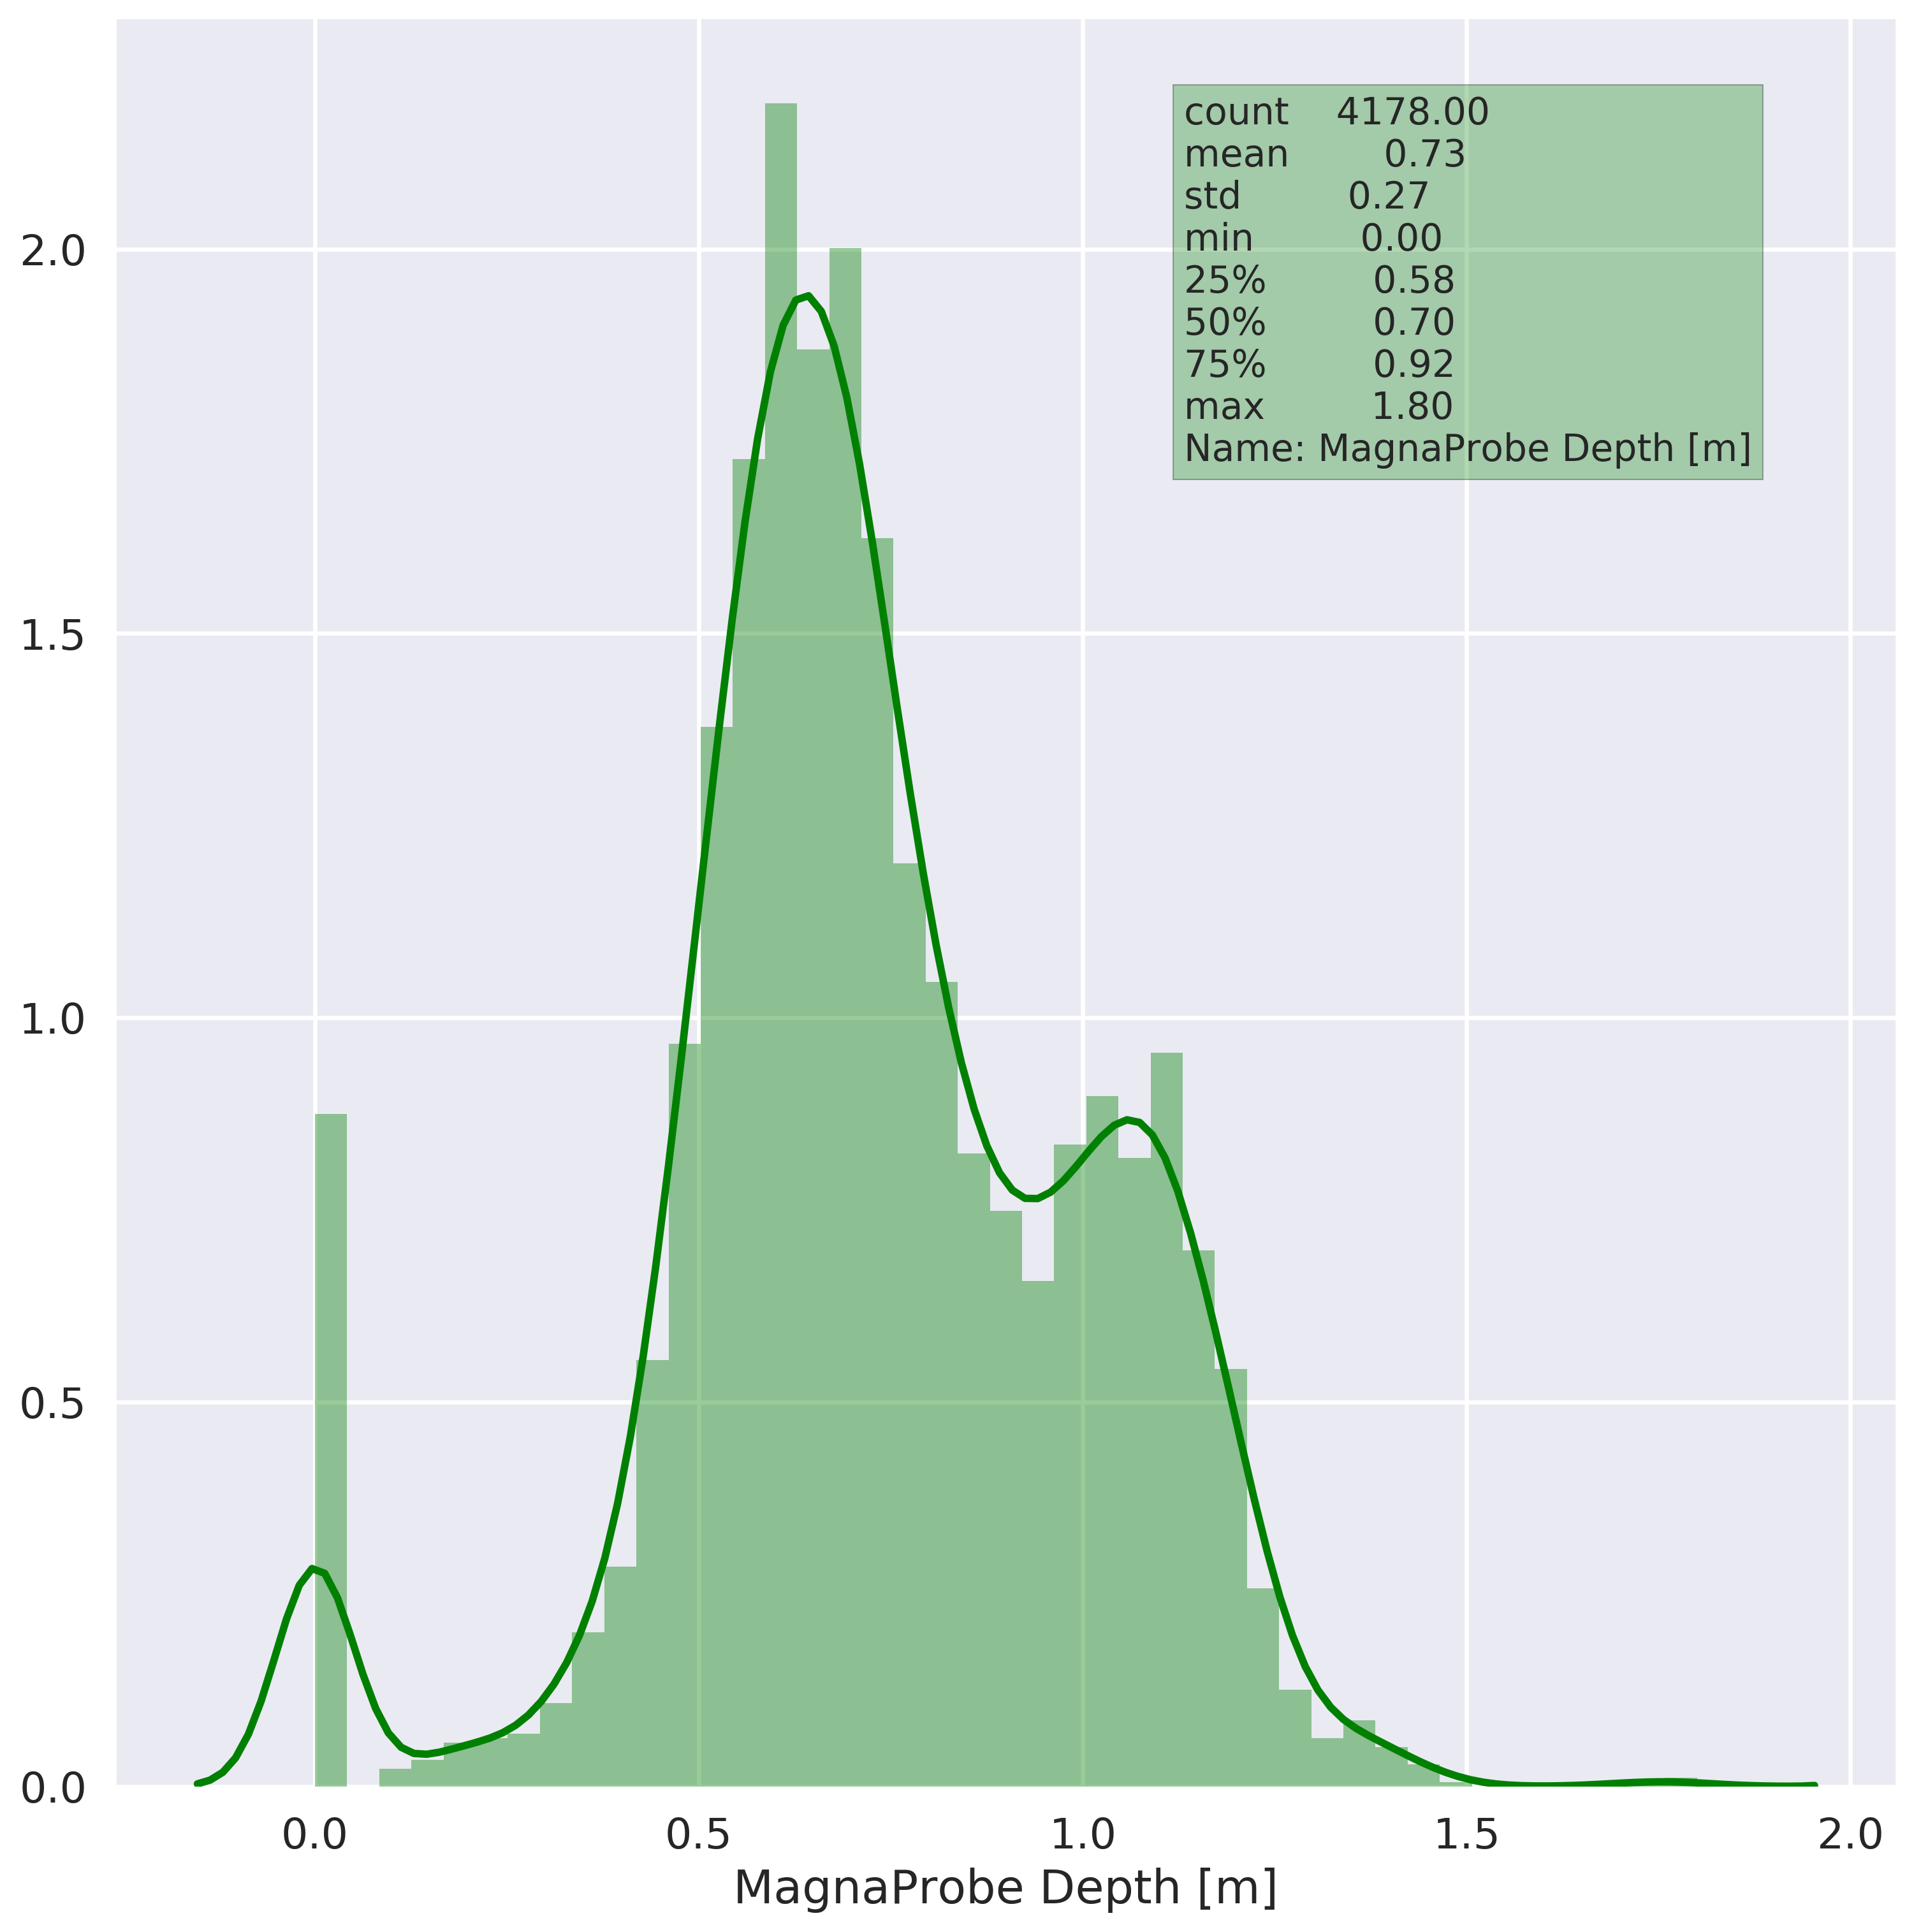 count 4178.00
mean 0.73
std 0.27
min 0.00
25% 0.58
50% 0.70
75% 0.92
max 1.80
Name: MagnaProbe Depth [m]
2.0
1.5
1.0
0.5
0.0
0.0 0.5 1.0 1.5 2.0
MagnaProbe Depth [m]